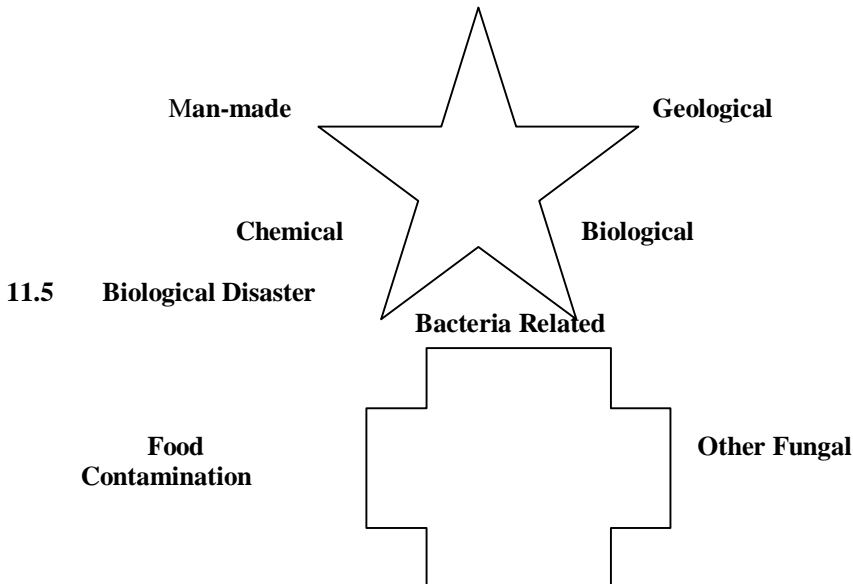 Man-made
Geological
Chemical
Biological
11.5 Biological Disaster
Bacteria Related
Food
Contamination
Other Fungal